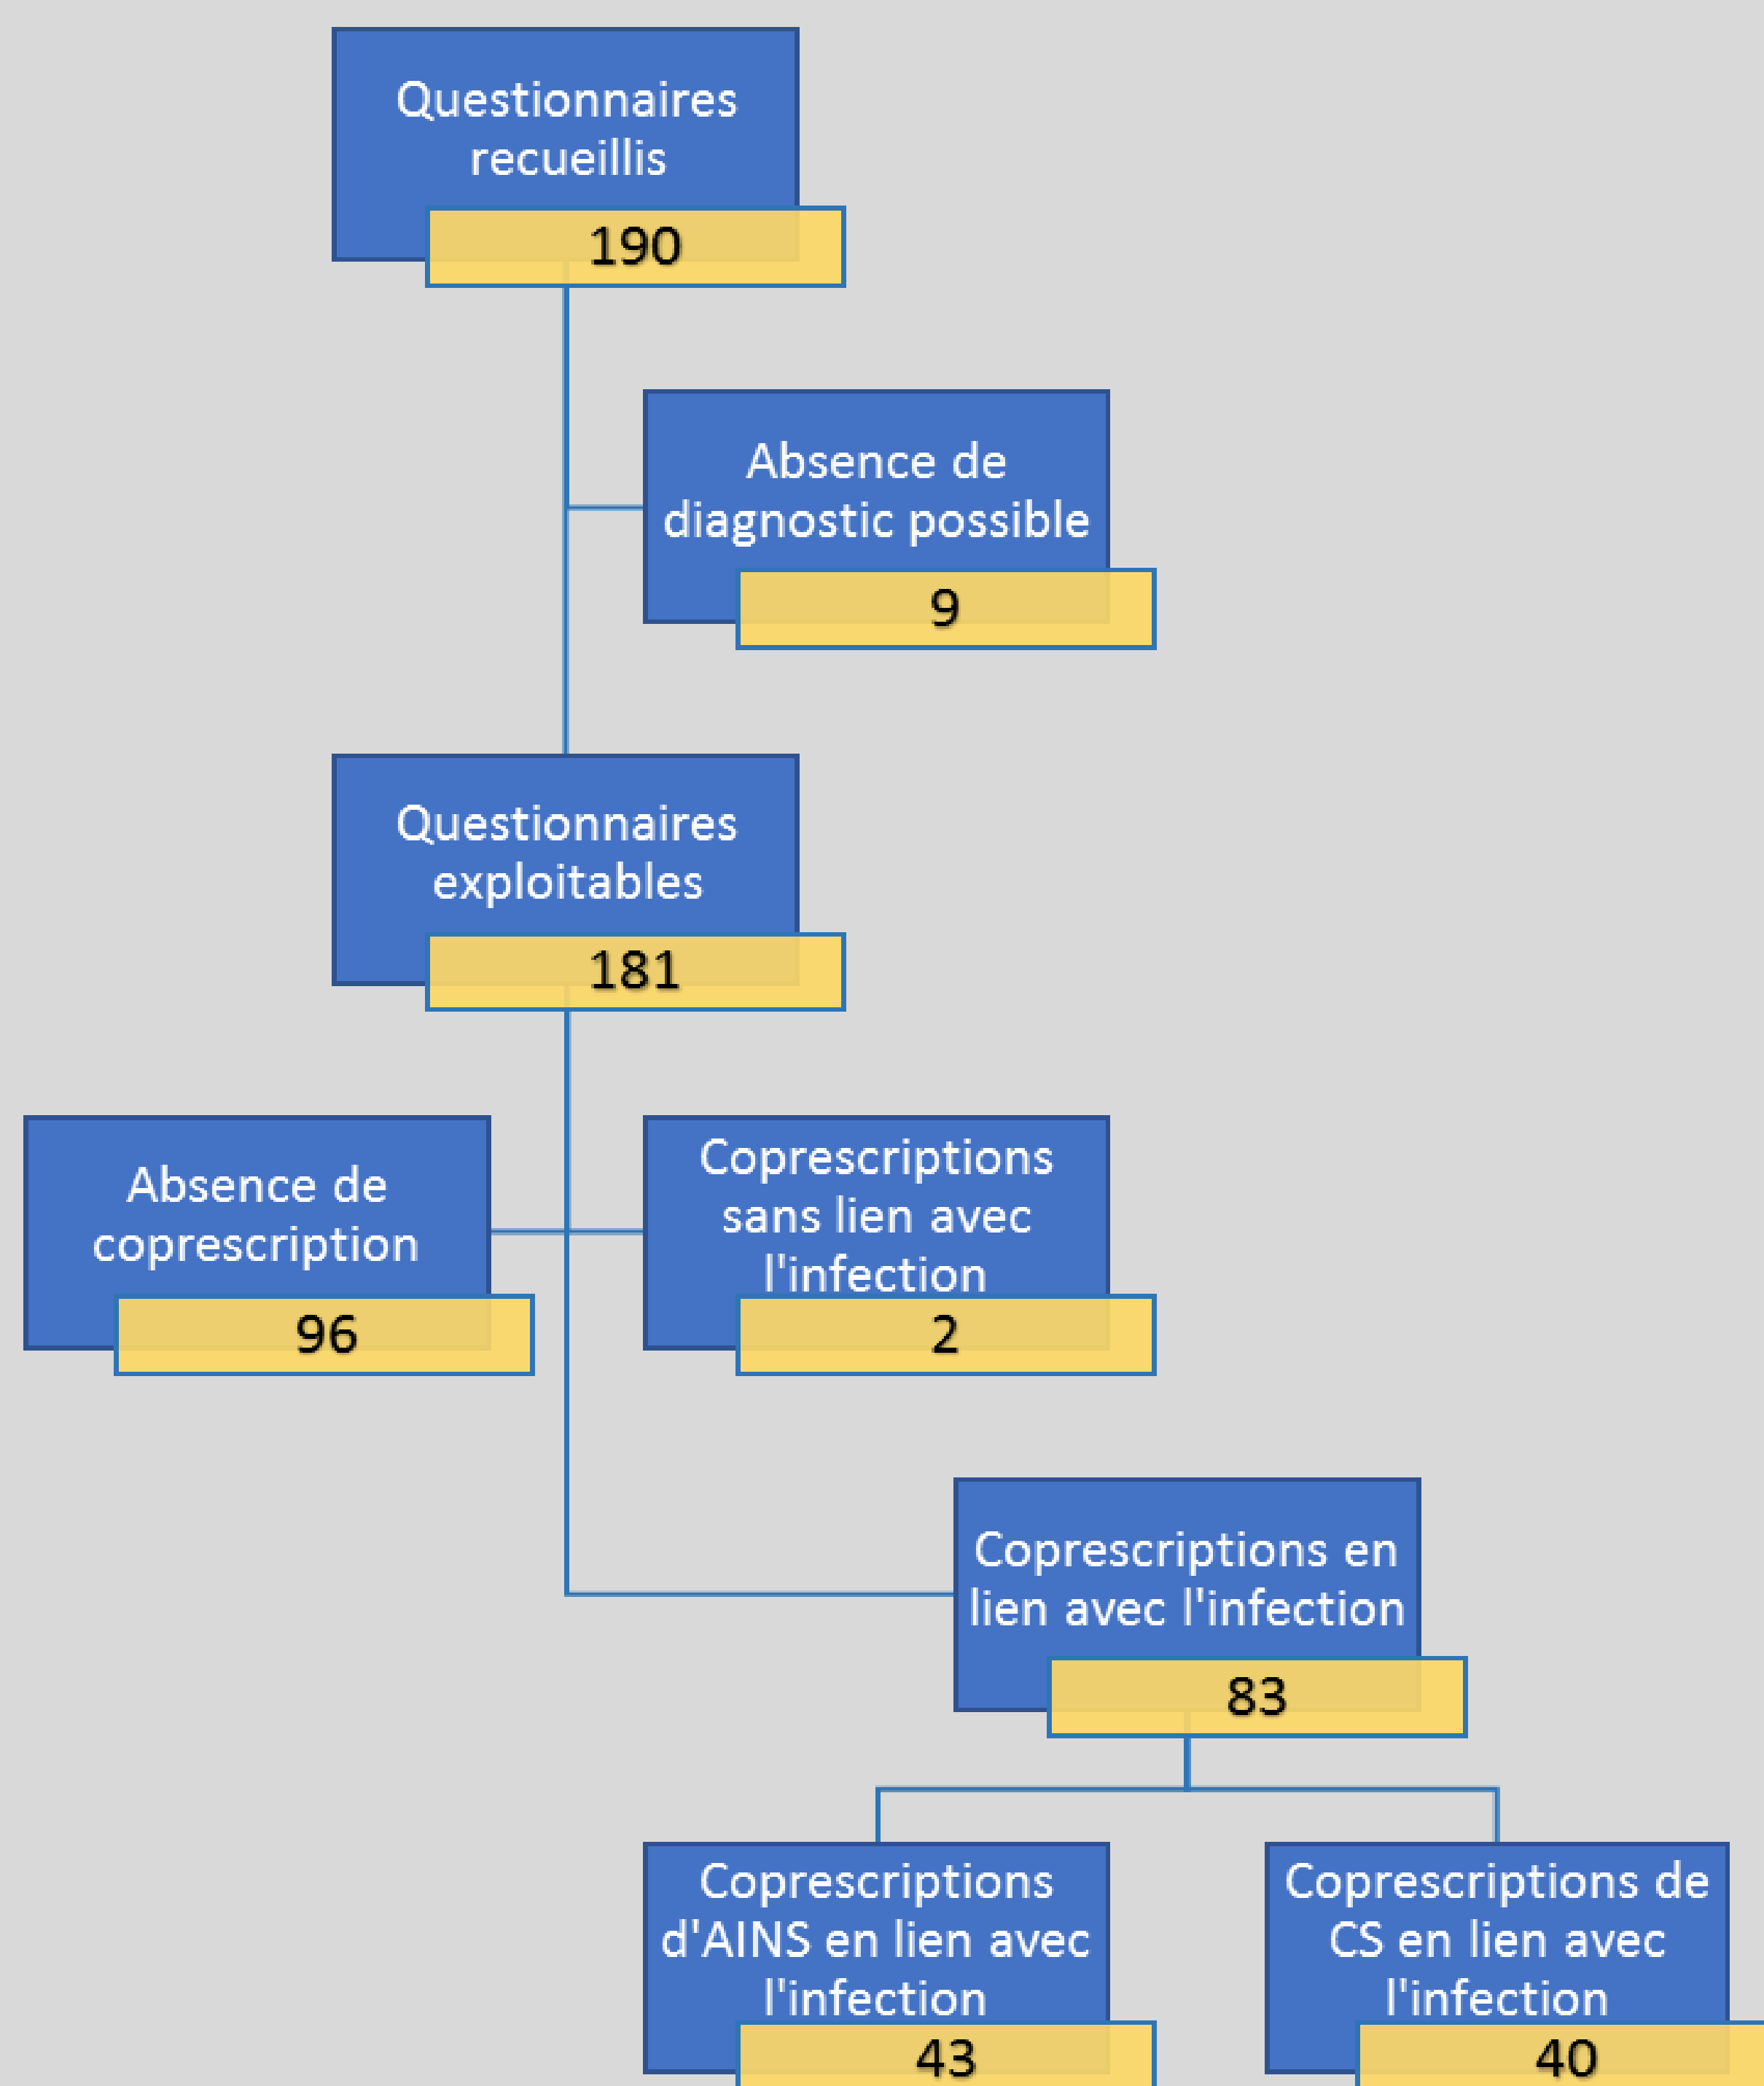 Questionnaires
recueillis
190
Absence de
diagnostic possible
9
Questionnaires
exploitables
181
Absence de
coprescription
96
Coprescriptions
sans lien avec
l'infection
2
Coprescriptions en
lien avec l'infection
83
Coprescriptions
d'AINS en lien avec
l'infection
43
Coprescriptions de
CS en lien avec
l'infection
40